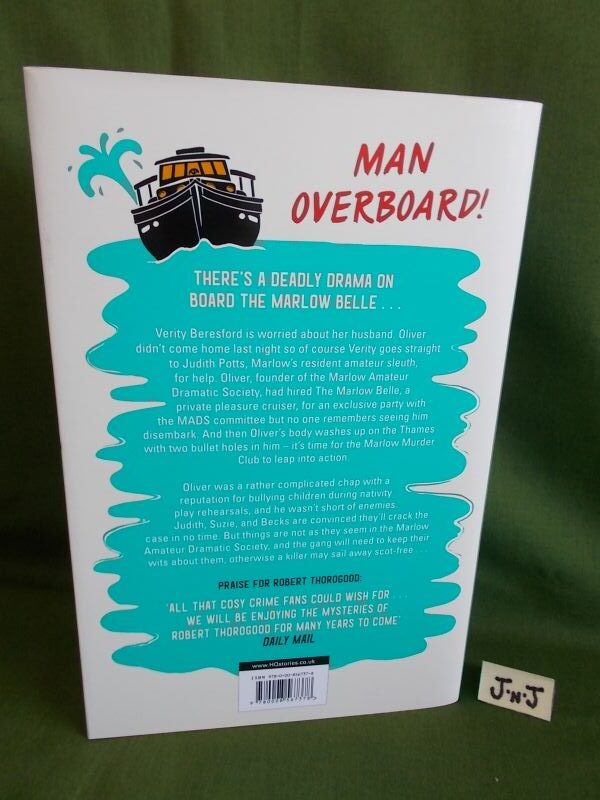 MAN
OVERBOARD!
THERE'S A DEADLY DRAMA ON
BOARD THE MARLOW BELLE . . .
Verity Beresford is worried about her husband. Oliver
didn't come home last night so of course Verity goes straight
to Judith Potts, Marlow's resident amateur sleuth,
for help. Oliver, founder of the Marlow Amateur
Dramatic Society, had hired The Marlow Belle, a
private pleasure cruiser, for an exclusive party with
the MADS committee but no one remembers seeing him
disembark. And then Oliver's body washes up on the Thames
with two bullet holes in him – it's time for the Marlow Murder
Club to leap into action.
Oliver was a rather complicated chap with a
reputation for bullying children during nativity
play rehearsals, and he wasn't short of enemies.
Judith, Suzie, and Becks are convinced they'll crack the
case in no time. But things are not as they seem in the Marlow
Amateur Dramatic Society, and the gang will need to keep their
wits about them, otherwise a killer may sail away scot-free . . .
PRAISE FOR ROBERT THOROGOOD:
'ALL THAT COSY CRIME FANS COULD WISH FOR . . .
WE WILL BE ENJOYING THE MYSTERIES OF
ROBERT THOROGOOD FOR MANY YEARS TO COME'
DAILY MAIL
www.HQstories.co.uk
ISBN
J-N-J